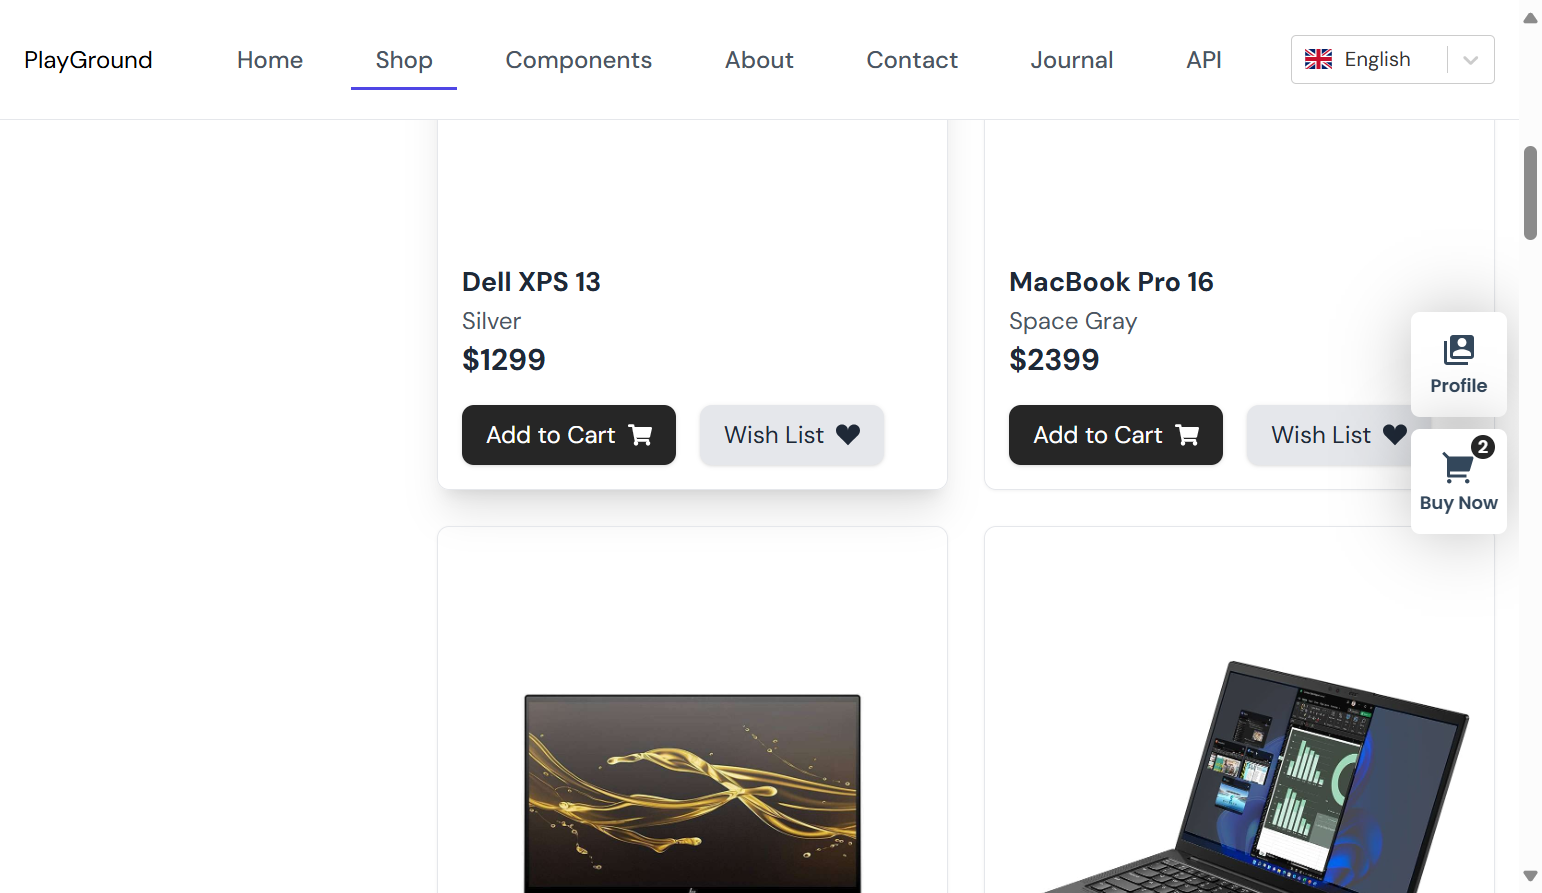 PlayGround
Home
Shop
Components
About
Contact
Journal
API
English
Dell XPS 13
Silver
$1299
Add to Cart
Wish List
MacBook Pro 16
Space Gray
$2399
Add to Cart
Wish List
Profile
2
Buy Now